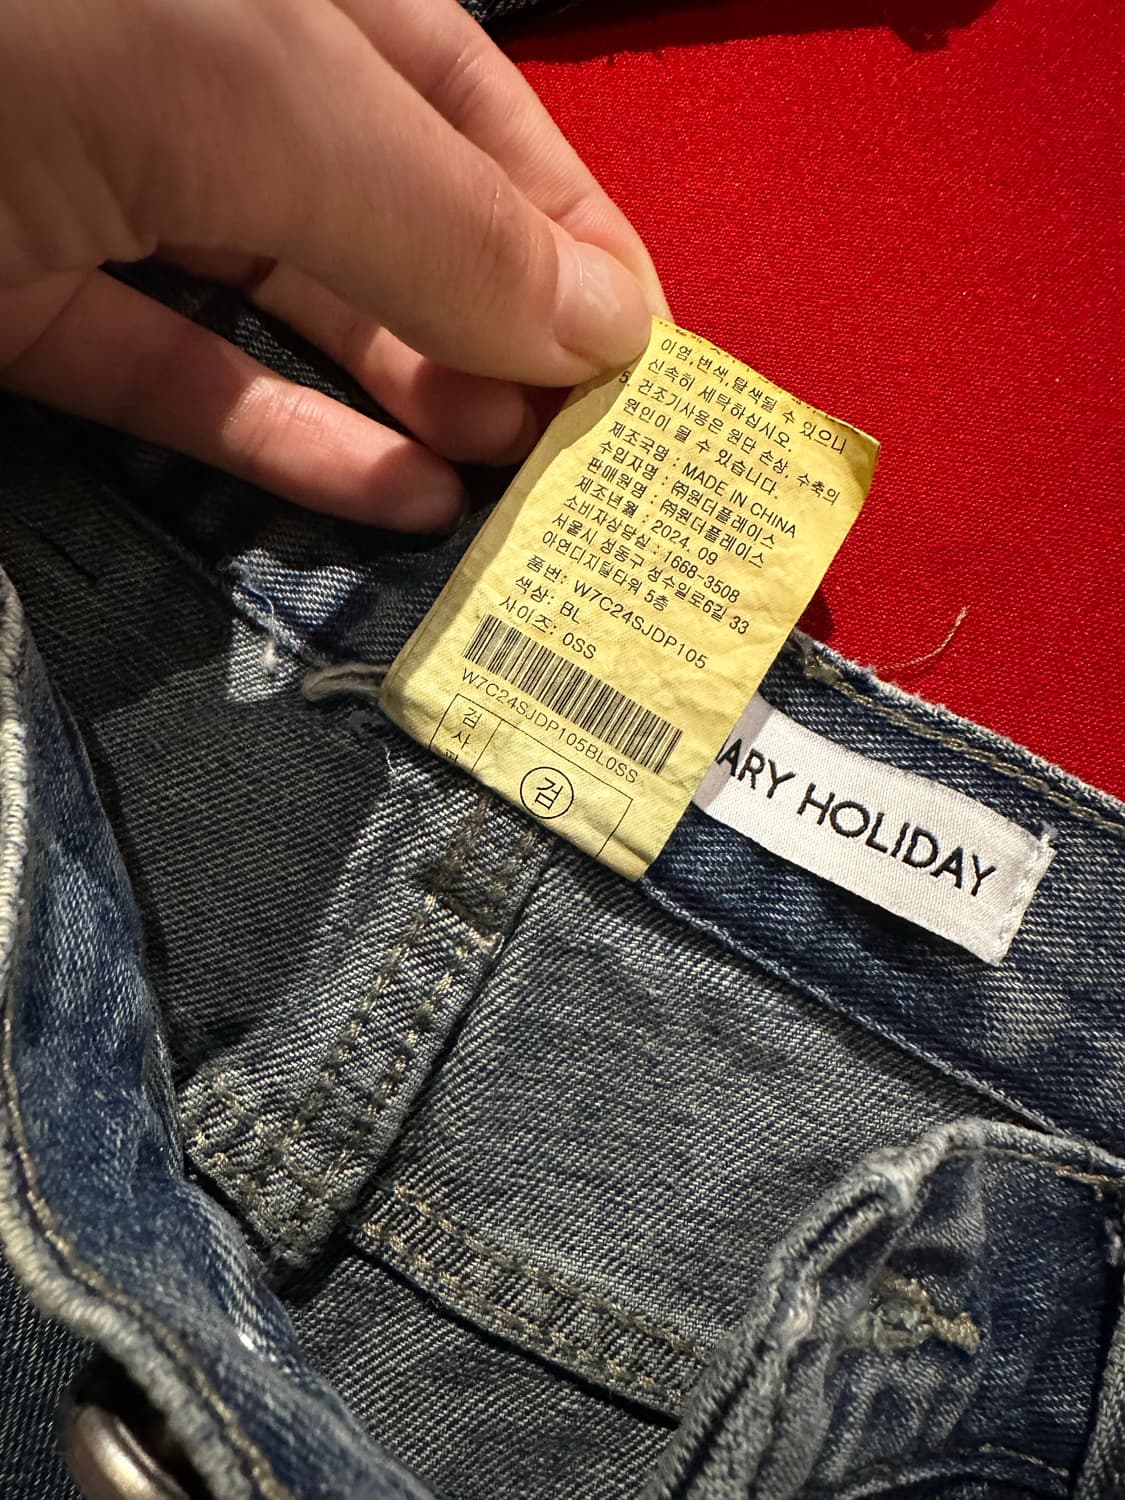 이염,변색,탈색될 수 있으니
신속히 세탁하십시오.
5. 건조기사용은 원단 손상, 수축의
원인이 될 수 있습니다.
제조국명 : MADE IN CHINA
수입자명 : ㈜원더플레이스
판매원명 : ㈜원더플레이스
제조년월 : 2024. 09
소비자상담실 : 1668-3508
서울시 성동구 성수일로6길 33
아연디지털타워 5층
품번: W7C24SJDP105
색상: BL
사이즈: 0SS
W7C24SJDP105BL0SS
검
사
검
ARY HOLIDAY